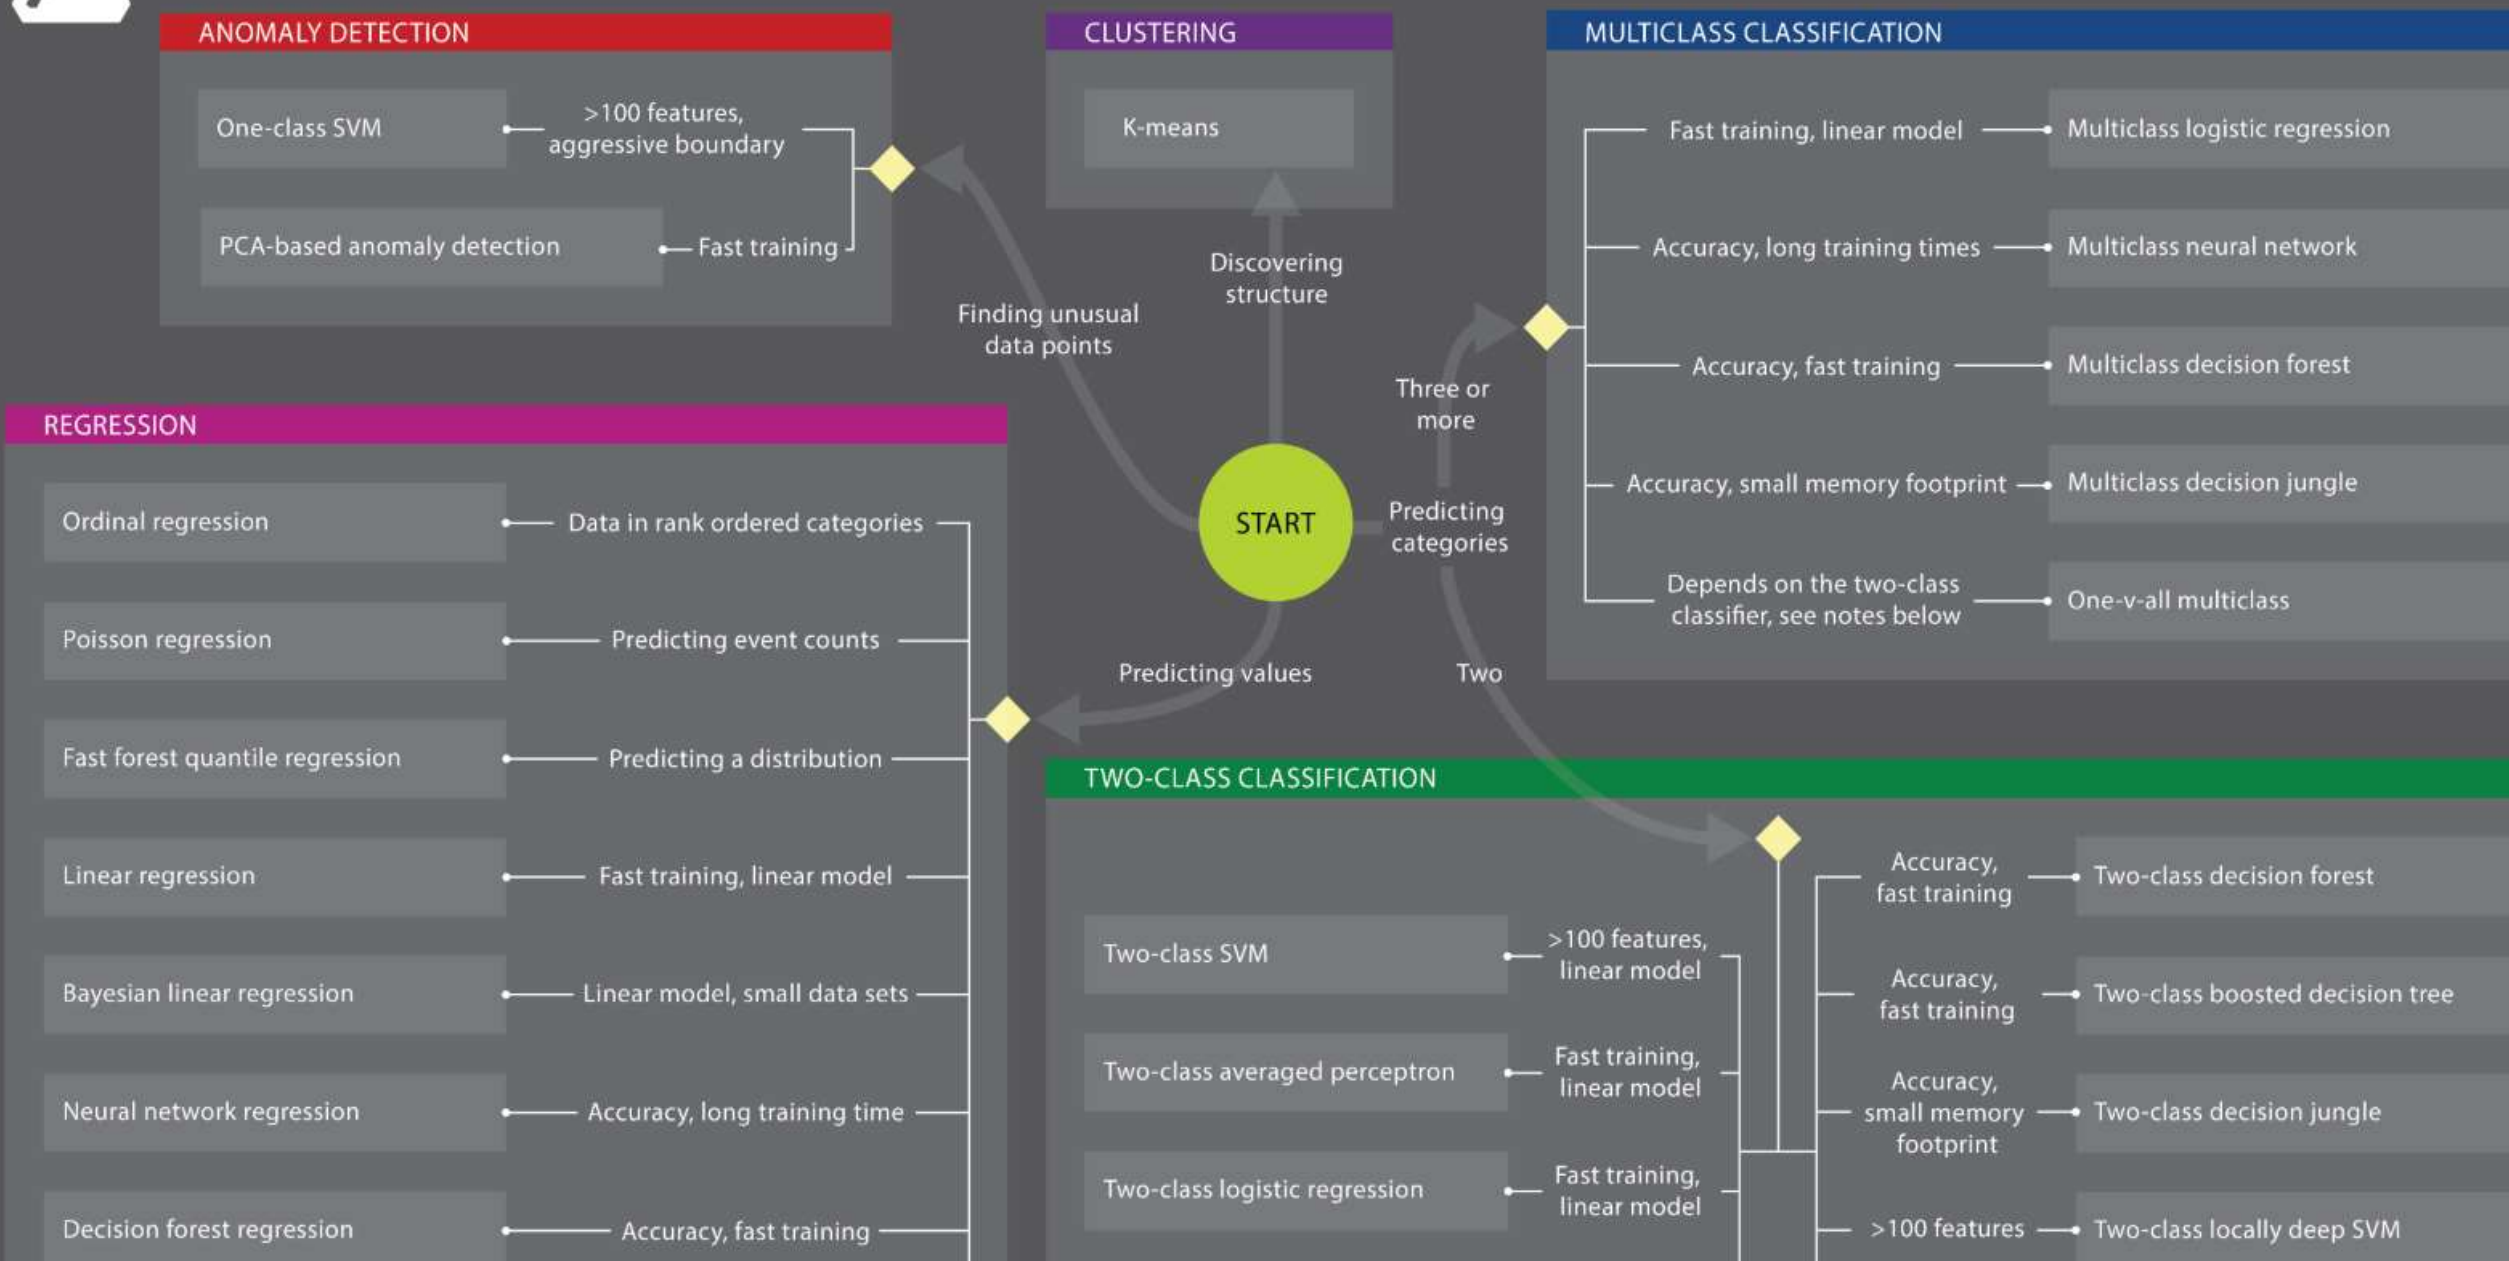 ANOMALY DETECTION
One-class SVM
>100 features,
aggressive boundary
PCA-based anomaly detection
Fast training
CLUSTERING
K-means
Discovering
structure
Finding unusual
data points
MULTICLASS CLASSIFICATION
Fast training, linear model
Multiclass logistic regression
Accuracy, long training times
Multiclass neural network
Accuracy, fast training
Multiclass decision forest
Accuracy, small memory footprint
Multiclass decision jungle
Depends on the two-class
classifier, see notes below
One-v-all multiclass
Three or
more
START
Predicting
categories
Predicting values
Two
REGRESSION
Ordinal regression
Data in rank ordered categories
Poisson regression
Predicting event counts
Fast forest quantile regression
Predicting a distribution
Linear regression
Fast training, linear model
Bayesian linear regression
Linear model, small data sets
Neural network regression
Accuracy, long training time
Decision forest regression
Accuracy, fast training
TWO-CLASS CLASSIFICATION
Two-class SVM
>100 features,
linear model
Two-class averaged perceptron
Fast training,
linear model
Two-class logistic regression
Fast training,
linear model
Accuracy,
fast training
Two-class decision forest
Accuracy,
fast training
Two-class boosted decision tree
Accuracy,
small memory
footprint
Two-class decision jungle
>100 features
Two-class locally deep SVM